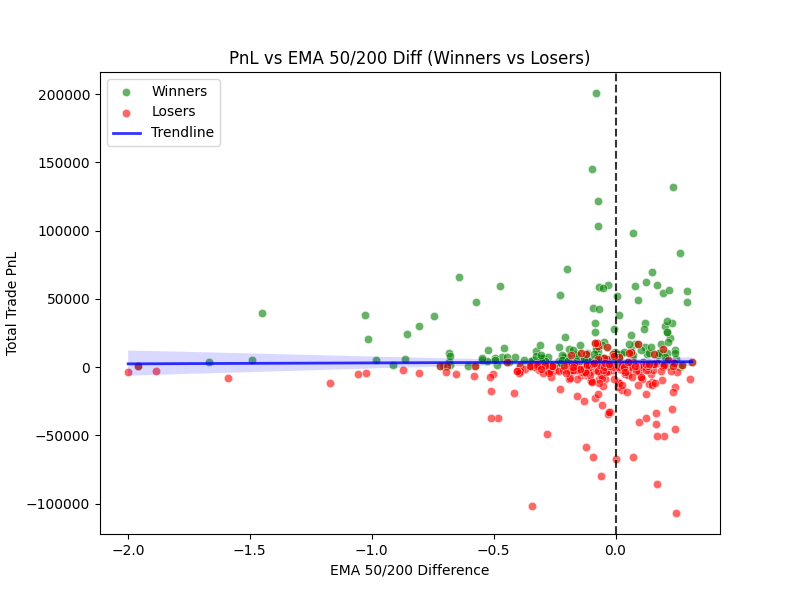 PnL vs EMA 50/200 Diff (Winners vs Losers)
Winners
Losers
Trendline
200000
150000
100000
50000
0
−50000
−100000
Total Trade PnL
−2.0
−1.5
−1.0
−0.5
0.0
EMA 50/200 Difference